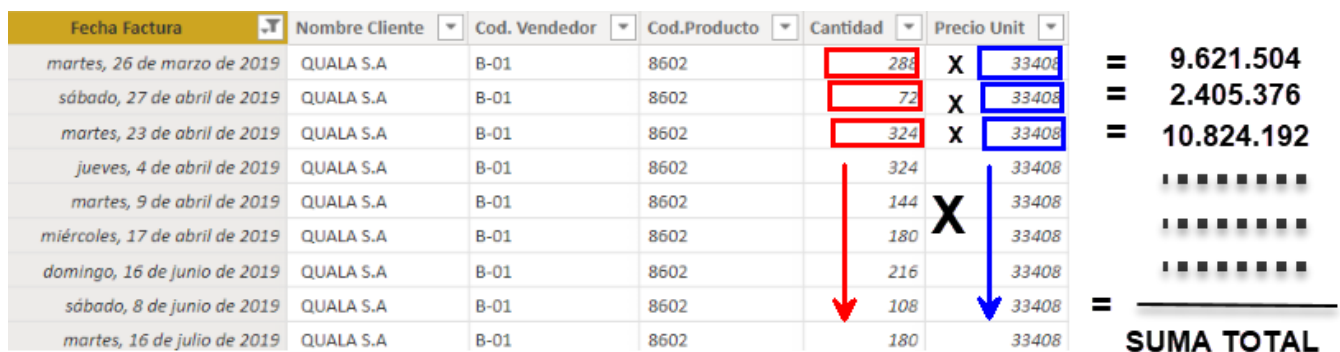 Fecha Factura Nombre Cliente Cod. Vendedor Cod.Producto Cantidad Precio Unit
martes, 26 de marzo de 2019 QUALA S.A B-01 8602 288 X 33408 = 9.621.504
sábado, 27 de abril de 2019 QUALA S.A B-01 8602 72 X 33408 = 2.405.376
martes, 23 de abril de 2019 QUALA S.A B-01 8602 324 X 33408 = 10.824.192
jueves, 4 de abril de 2019 QUALA S.A B-01 8602 324 33408
martes, 9 de abril de 2019 QUALA S.A B-01 8602 144 X 33408
miércoles, 17 de abril de 2019 QUALA S.A B-01 8602 180 33408
domingo, 16 de junio de 2019 QUALA S.A B-01 8602 216 33408
sábado, 8 de junio de 2019 QUALA S.A B-01 8602 108 33408 =
martes, 16 de julio de 2019 QUALA S.A B-01 8602 180 33408 SUMA TOTAL